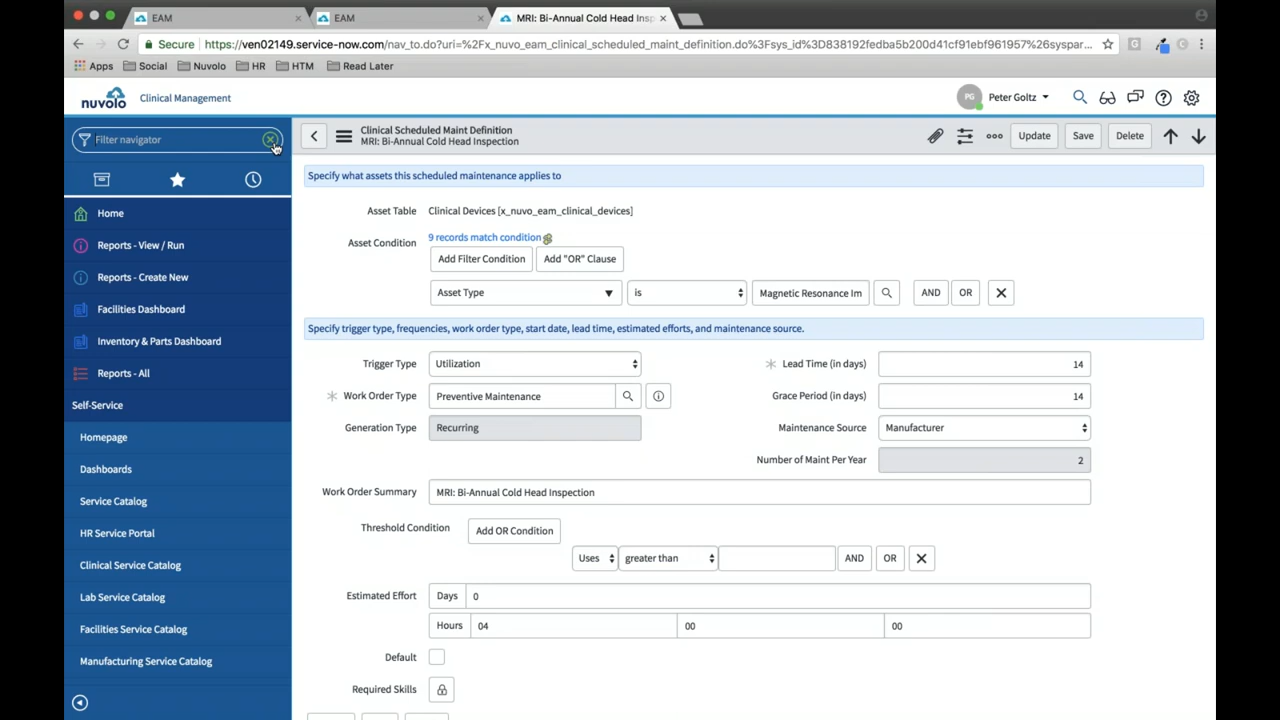 EAM
EAM
MRI: Bi-Annual Cold Head Insp
Secure
https://ven02149.service-now.com/nav_to.do?uri=%2Fx_nuvo_eam_clinical_scheduled_maint_definition.do%3Fsys_id%3D838192fedba5b200d41cf91ebf961957%26syspar...
Apps Social Nuvolo HR HTM Read Later
nuvolo Clinical Management
PG Peter Goltz
Filter navigator
Home
Reports - View / Run
Reports - Create New
Facilities Dashboard
Inventory & Parts Dashboard
Reports - All
Self-Service
Homepage
Dashboards
Service Catalog
HR Service Portal
Clinical Service Catalog
Lab Service Catalog
Facilities Service Catalog
Manufacturing Service Catalog
Clinical Scheduled Maint Definition
MRI: Bi-Annual Cold Head Inspection
Update Save Delete
Specify what assets this scheduled maintenance applies to
Asset Table Clinical Devices [x_nuvo_eam_clinical_devices]
Asset Condition 9 records match condition
Add Filter Condition Add "OR" Clause
Asset Type is Magnetic Resonance Im AND OR
Specify trigger type, frequencies, work order type, start date, lead time, estimated efforts, and maintenance source.
Trigger Type Utilization Lead Time (in days) 14
Work Order Type Preventive Maintenance Grace Period (in days) 14
Generation Type Recurring Maintenance Source Manufacturer
Number of Maint Per Year 2
Work Order Summary MRI: Bi-Annual Cold Head Inspection
Threshold Condition Add OR Condition
Uses greater than AND OR
Estimated Effort Days 0
Hours 04 00 00
Default
Required Skills